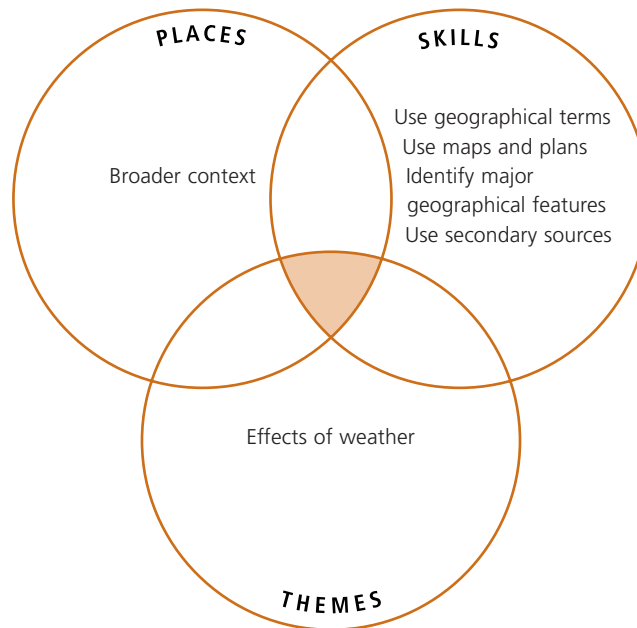 PLACES
SKILLS
Broader context
Use geographical terms
Use maps and plans
Identify major
geographical features
Use secondary sources
Effects of weather
THEMES